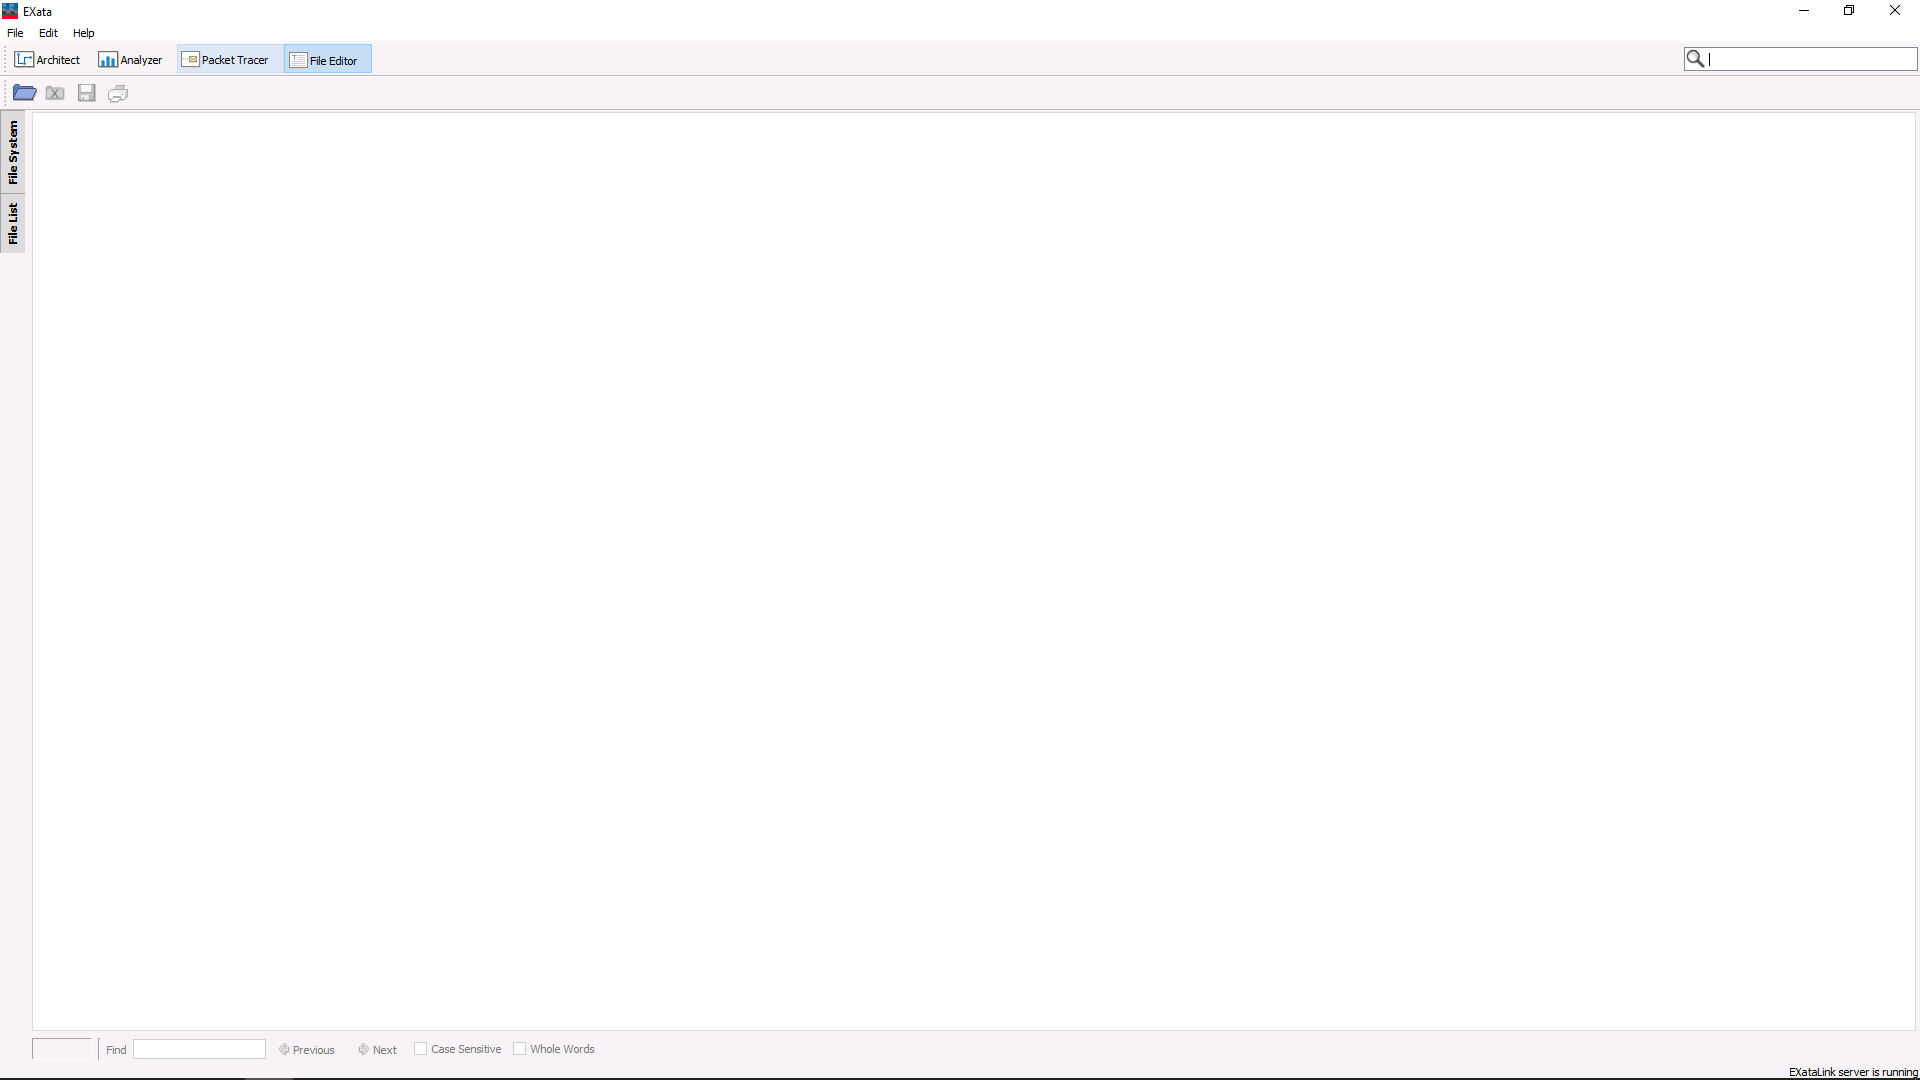 EXata
File Edit Help
Architect Analyzer Packet Tracer File Editor
File System
File List
Find Previous Next Case Sensitive Whole Words
EXataLink server is running